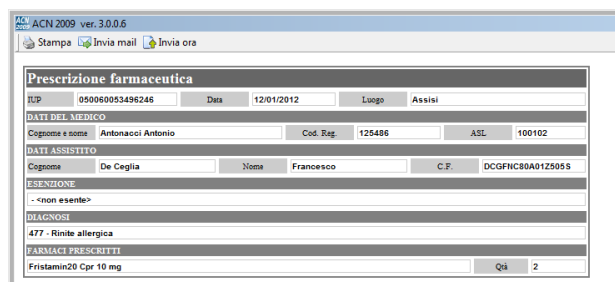 ACN 2009 ver. 3.0.0.6
Stampa Invia mail Invia ora
Prescrizione farmaceutica
IUP 050060053496246 Data 12/01/2012 Luogo Assisi
DATI DEL MEDICO
Cognome e nome Antonacci Antonio Cod. Reg. 125486 ASL 100102
DATI ASSISTITO
Cognome De Ceglia Nome Francesco C.F. DCGFNC80A01Z505S
ESENZIONE
- <non esente>
DIAGNOSI
477 - Rinite allergica
FARMACI PRESCRITTI
Fristamin20 Cpr 10 mg Qtà 2